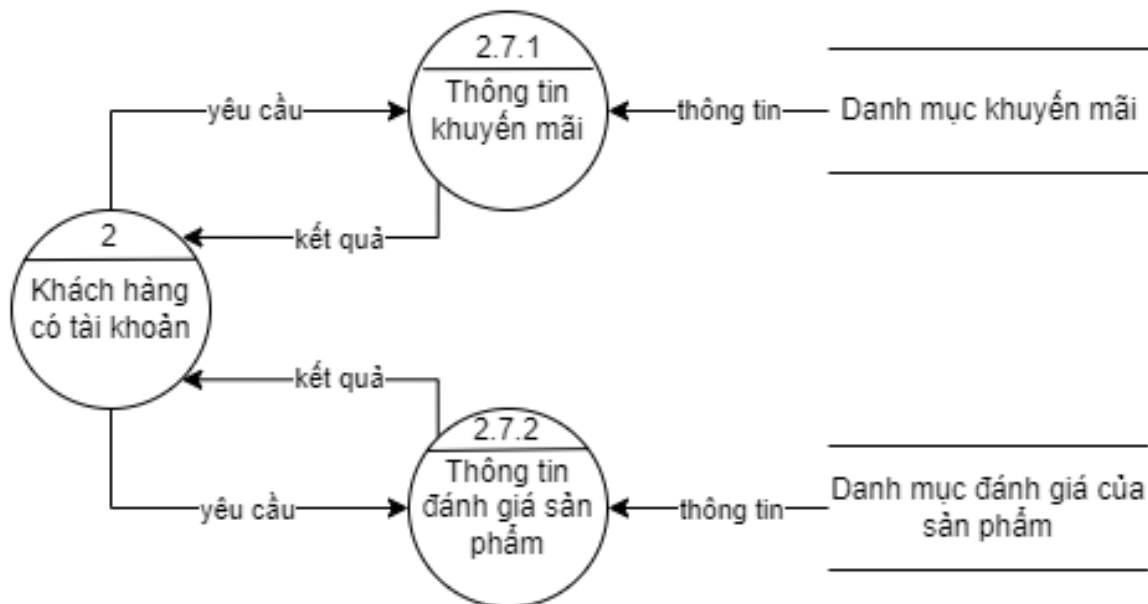 2.7.1
Thông tin
khuyến mãi
yêu cầu
thông tin
Danh mục khuyến mãi
kết quả
2
Khách hàng
có tài khoản
kết quả
2.7.2
Thông tin
đánh giá sản
phẩm
yêu cầu
thông tin
Danh mục đánh giá của
sản phẩm